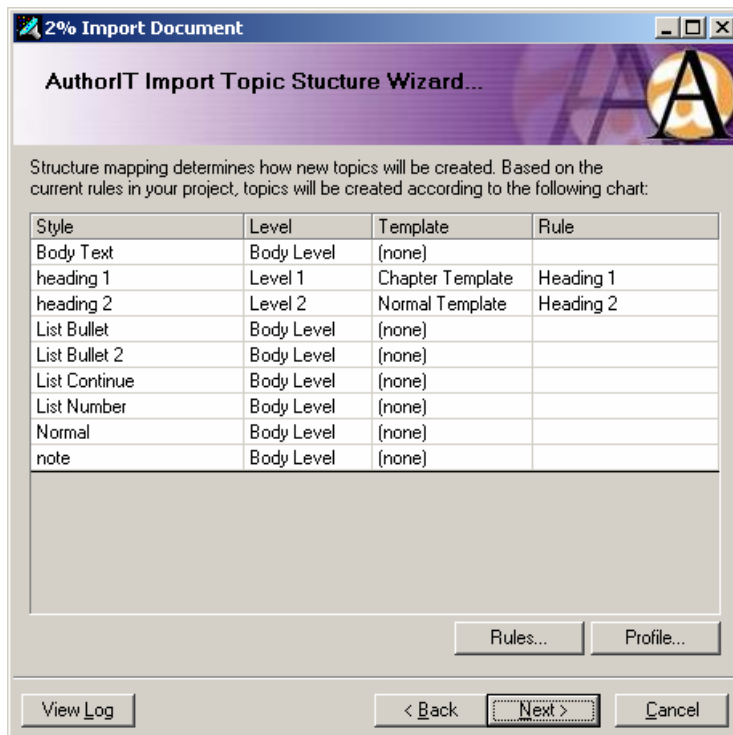 2% Import Document
AuthorIT Import Topic Stucture Wizard...
Structure mapping determines how new topics will be created. Based on the
current rules in your project, topics will be created according to the following chart:
Style Level Template Rule
Body Text Body Level (none)
heading 1 Level 1 Chapter Template Heading 1
heading 2 Level 2 Normal Template Heading 2
List Bullet Body Level (none)
List Bullet 2 Body Level (none)
List Continue Body Level (none)
List Number Body Level (none)
Normal Body Level (none)
note Body Level (none)
Rules... Profile...
View Log < Back Next > Cancel